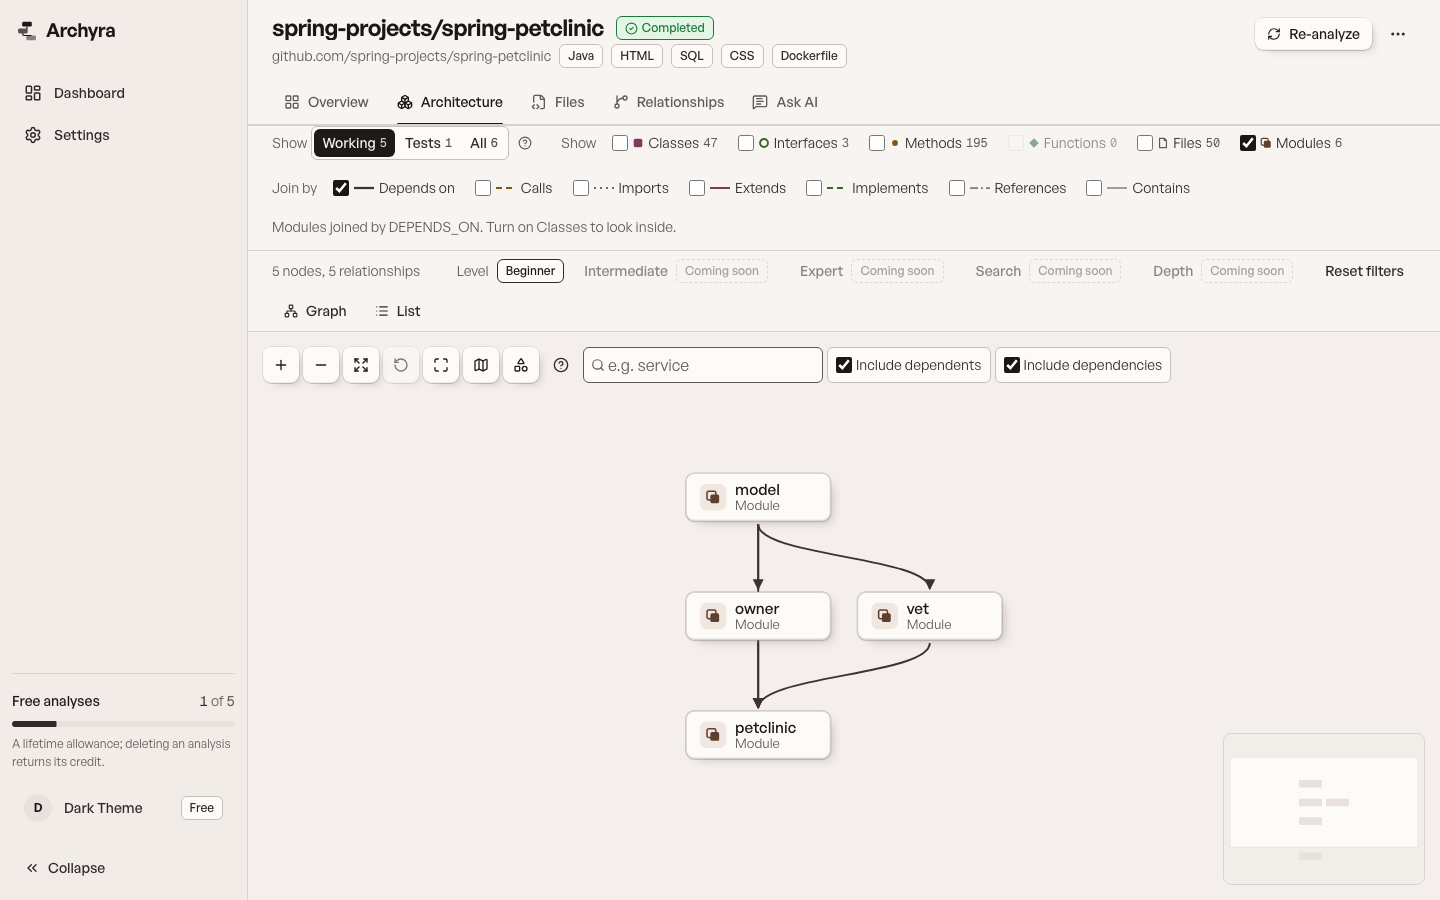 Archyra
Dashboard
Settings
Free analyses 1 of 5
A lifetime allowance; deleting an analysis
returns its credit.
D Dark Theme Free
Collapse
spring-projects/spring-petclinic Completed
github.com/spring-projects/spring-petclinic Java HTML SQL CSS Dockerfile
Re-analyze
Overview Architecture Files Relationships Ask AI
Show Working 5 Tests 1 All 6 Show Classes 47 Interfaces 3 Methods 195 Functions 0 Files 50 Modules 6
Join by Depends on Calls Imports Extends Implements References Contains
Modules joined by DEPENDS_ON. Turn on Classes to look inside.
5 nodes, 5 relationships Level Beginner Intermediate Coming soon Expert Coming soon Search Coming soon Depth Coming soon Reset filters
Graph List
e.g. service Include dependents Include dependencies
model
Module
owner
Module
vet
Module
petclinic
Module